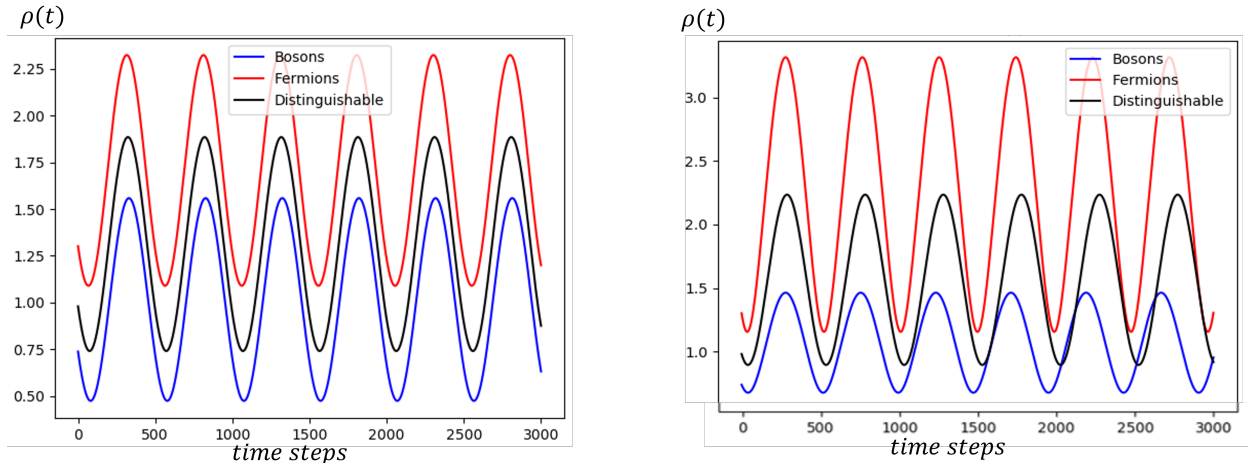 ρ(t)
2.25
2.00
1.75
1.50
1.25
1.00
0.75
0.50
Bosons
Fermions
Distinguishable
0 500 1000 1500 2000 2500 3000
time steps
ρ(t)
3.0
2.5
2.0
1.5
1.0
Bosons
Fermions
Distinguishable
0 500 1000 1500 2000 2500 3000
time steps